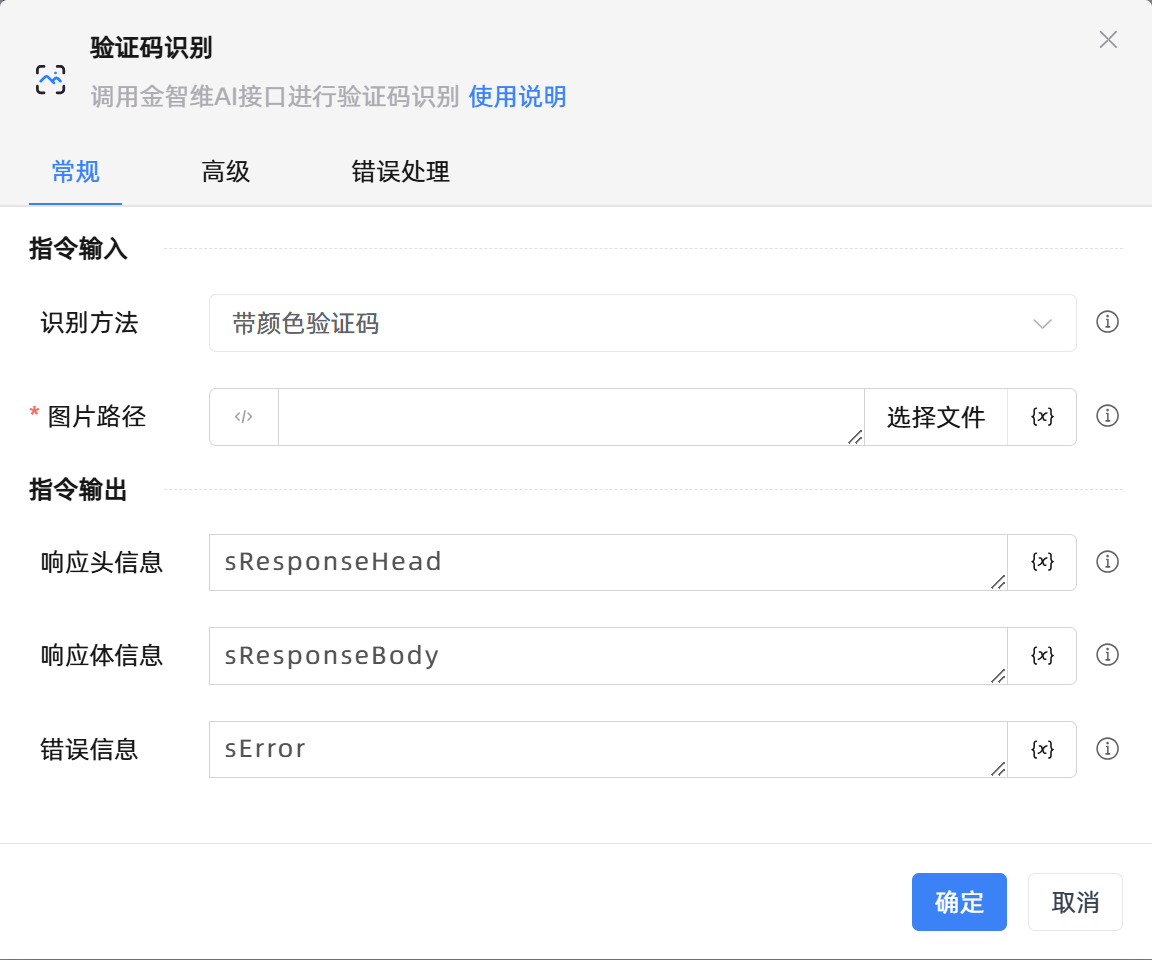 验证码识别
调用金智维AI接口进行验证码识别 使用说明
常规 高级 错误处理
指令输入
识别方法 带颜色验证码
* 图片路径 </> 选择文件 {x}
指令输出
响应头信息 sResponseHead {x}
响应体信息 sResponseBody {x}
错误信息 sError {x}
确定 取消